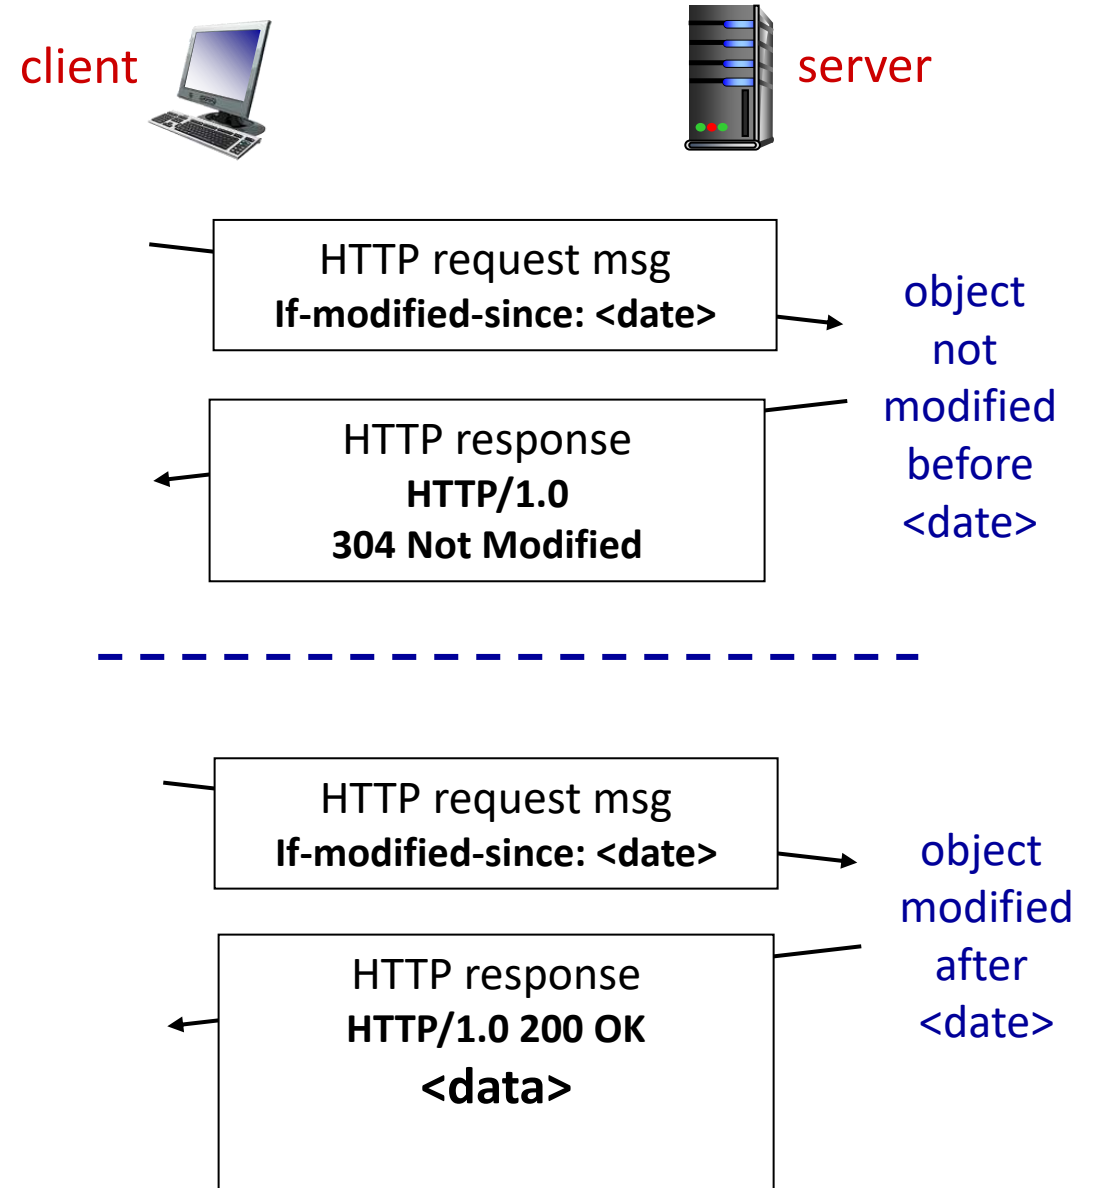 client
server
HTTP request msg
If-modified-since: <date>
object
not
modified
before
<date>
HTTP response
HTTP/1.0
304 Not Modified
HTTP request msg
If-modified-since: <date>
object
modified
after
<date>
HTTP response
HTTP/1.0 200 OK
<data>